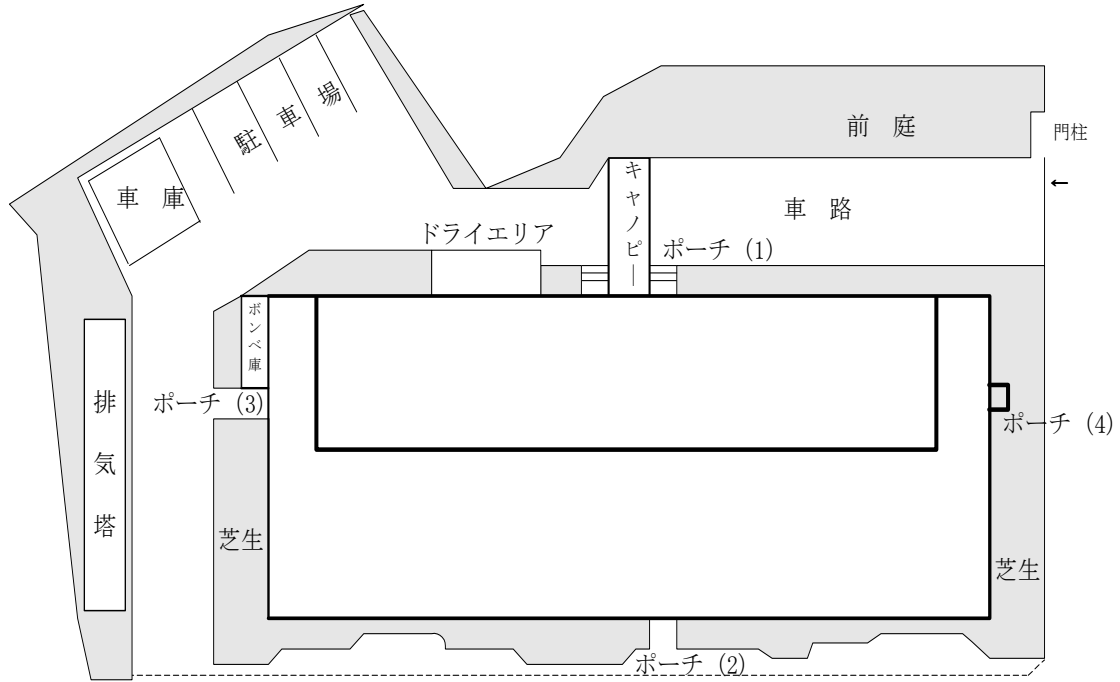 駐車場
前 庭
門柱
←
車 庫
キャノピー
車 路
ドライエリア
ポーチ (1)
ボンベ庫
ポーチ (3)
ポーチ (4)
排気塔
芝生
芝生
ポーチ (2)